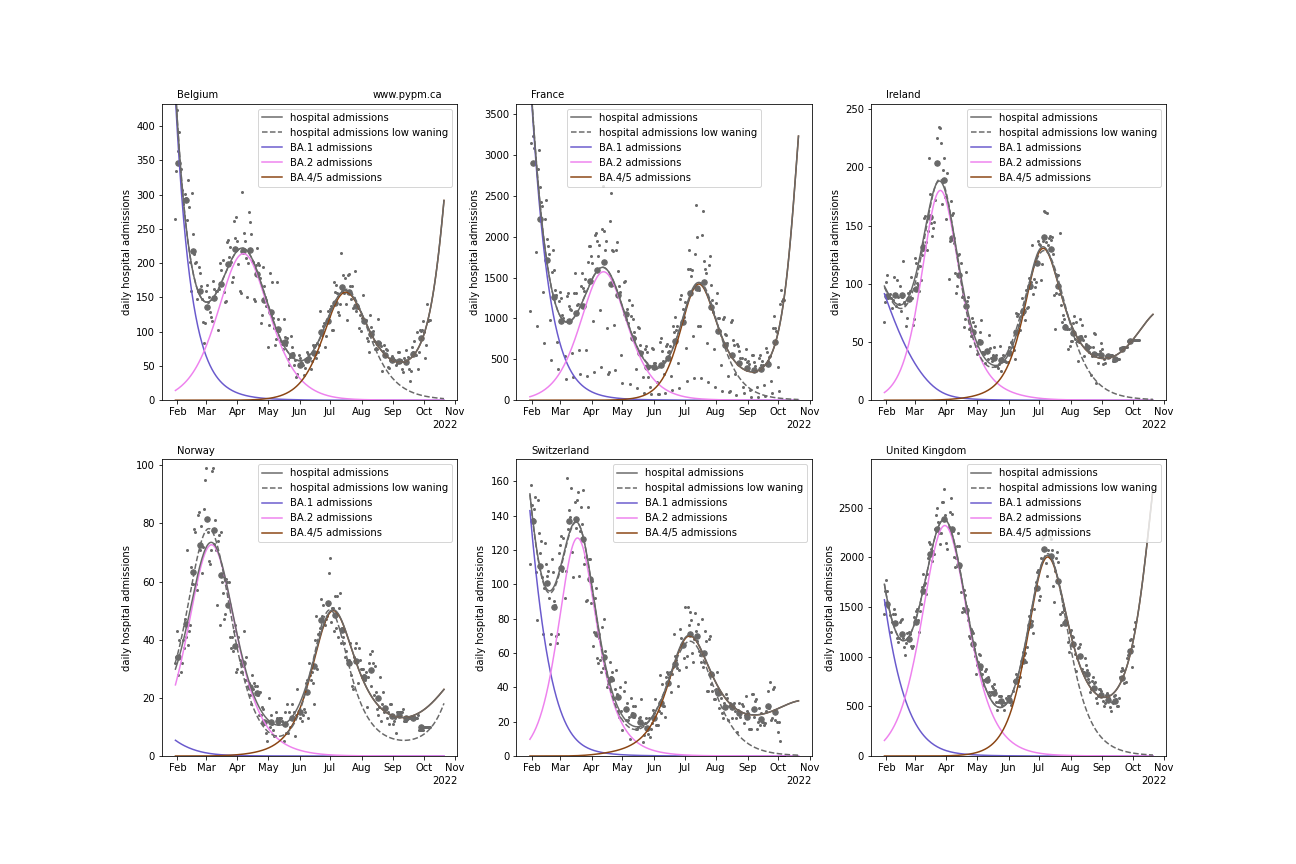 Belgium www.pypm.ca
hospital admissions
hospital admissions low waning
BA.1 admissions
BA.2 admissions
BA.4/5 admissions
daily hospital admissions
400
350
300
250
200
150
100
50
0
Feb Mar Apr May Jun Jul Aug Sep Oct Nov
2022
France
hospital admissions
hospital admissions low waning
BA.1 admissions
BA.2 admissions
BA.4/5 admissions
daily hospital admissions
3500
3000
2500
2000
1500
1000
500
0
Feb Mar Apr May Jun Jul Aug Sep Oct Nov
2022
Ireland
hospital admissions
hospital admissions low waning
BA.1 admissions
BA.2 admissions
BA.4/5 admissions
daily hospital admissions
250
200
150
100
50
0
Feb Mar Apr May Jun Jul Aug Sep Oct Nov
2022
Norway
hospital admissions
hospital admissions low waning
BA.1 admissions
BA.2 admissions
BA.4/5 admissions
daily hospital admissions
100
80
60
40
20
0
Feb Mar Apr May Jun Jul Aug Sep Oct Nov
2022
Switzerland
hospital admissions
hospital admissions low waning
BA.1 admissions
BA.2 admissions
BA.4/5 admissions
daily hospital admissions
160
140
120
100
80
60
40
20
0
Feb Mar Apr May Jun Jul Aug Sep Oct Nov
2022
United Kingdom
hospital admissions
hospital admissions low waning
BA.1 admissions
BA.2 admissions
BA.4/5 admissions
daily hospital admissions
2500
2000
1500
1000
500
0
Feb Mar Apr May Jun Jul Aug Sep Oct Nov
2022